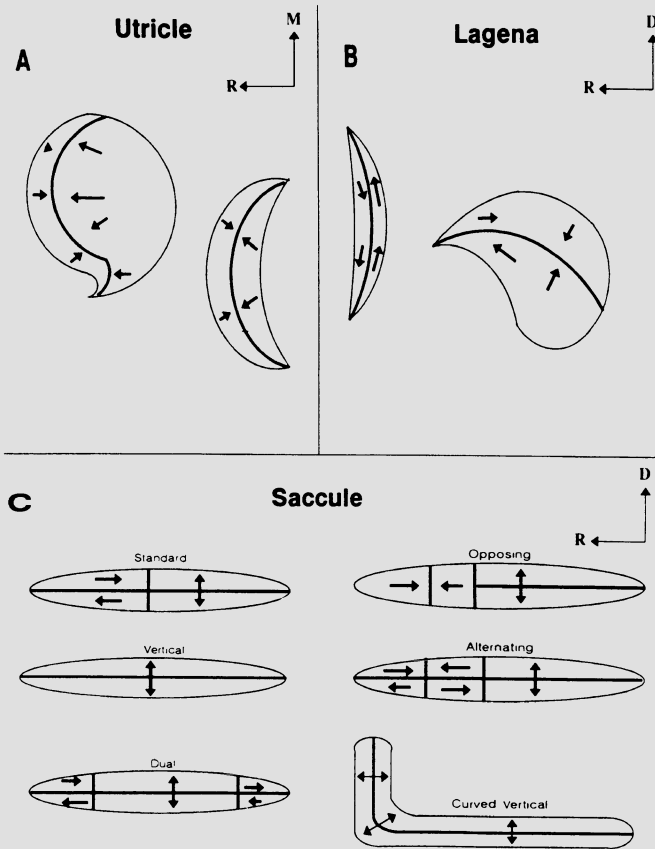 Utricle
A
M
R
Lagena
B
D
R
C
Saccule
D
R
Standard
Opposing
Vertical
Alternating
Dual
Curved Vertical